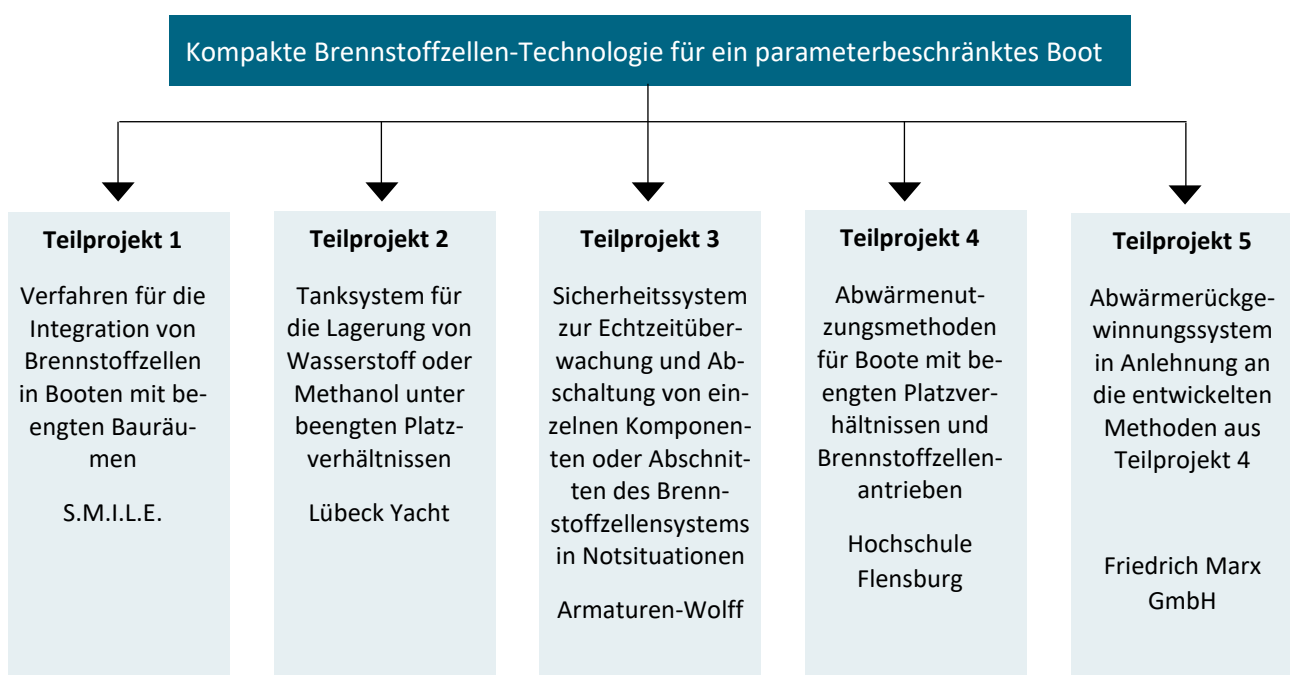 Kompakte Brennstoffzellen-Technologie für ein parameterbeschränktes Boot
Teilprojekt 1
Verfahren für die
Integration von
Brennstoffzellen
in Booten mit be-
engten Bauräu-
men
S.M.I.L.E.
Teilprojekt 2
Tanksystem für
die Lagerung von
Wasserstoff oder
Methanol unter
beengten Platz-
verhältnissen
Lübeck Yacht
Teilprojekt 3
Sicherheitssystem
zur Echtzeitüber-
wachung und Ab-
schaltung von ein-
zelnen Komponen-
ten oder Abschnit-
ten des Brenn-
stoffzellensystems
in Notsituationen
Armaturen-Wolff
Teilprojekt 4
Abwärmenut-
zungsmethoden
für Boote mit be-
engten Platzver-
hältnissen und
Brennstoffzellen-
antrieben
Hochschule
Flensburg
Teilprojekt 5
Abwärmerückge-
winnungssystem
in Anlehnung an
die entwickelten
Methoden aus
Teilprojekt 4
Friedrich Marx
GmbH